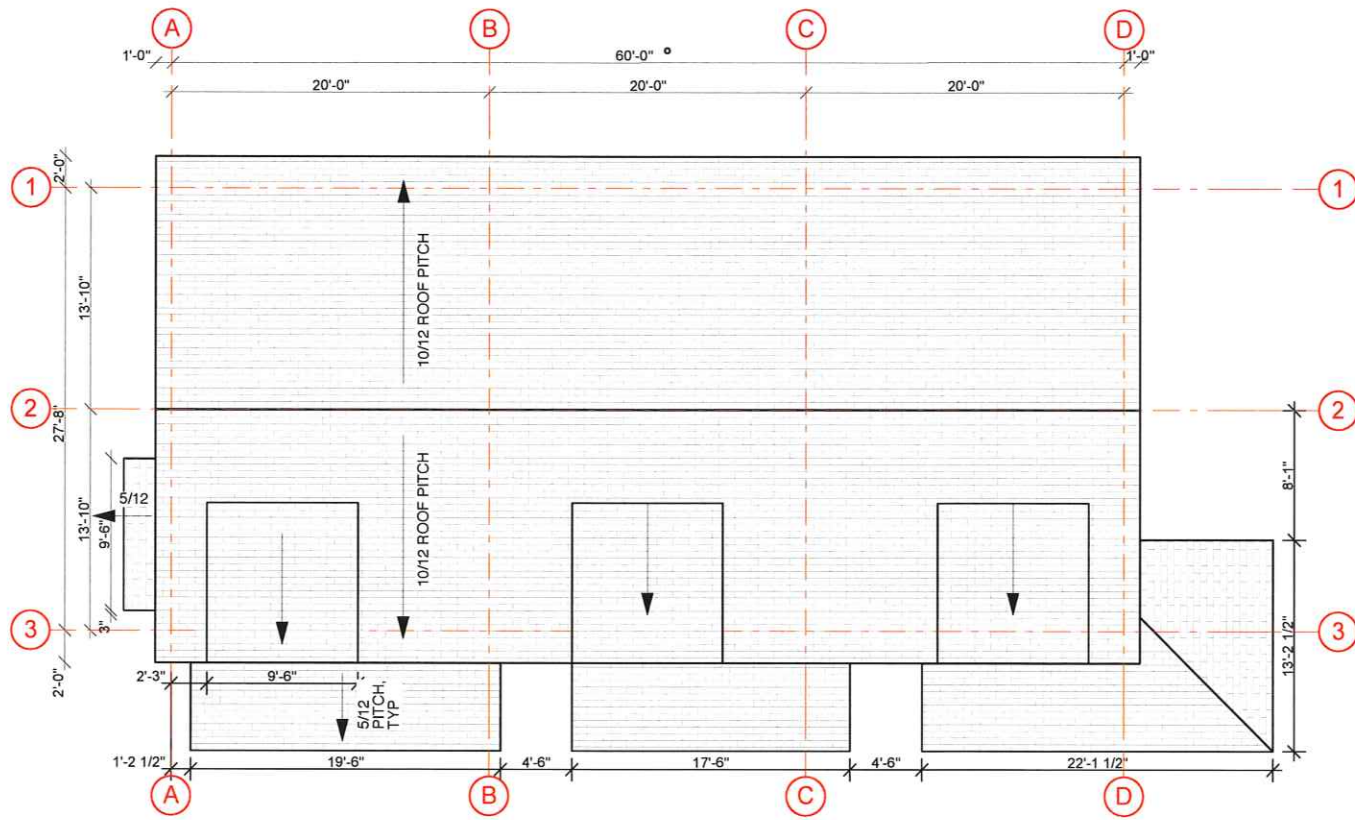 A
B
C
D
1'-0"
60'-0"
1'-0"
20'-0"
20'-0"
20'-0"
2'-0"
1
1
13'-10"
10/12 ROOF PITCH
2
2
27'-8"
8'-1"
5/12
9'-6"
13'-10"
10/12 ROOF PITCH
3"
3
3
13'-2 1/2"
2'-0"
2'-3"
9'-6"
5/12
PITCH,
TYP
1'-2 1/2"
19'-6"
4'-6"
17'-6"
4'-6"
22'-1 1/2"
A
B
C
D